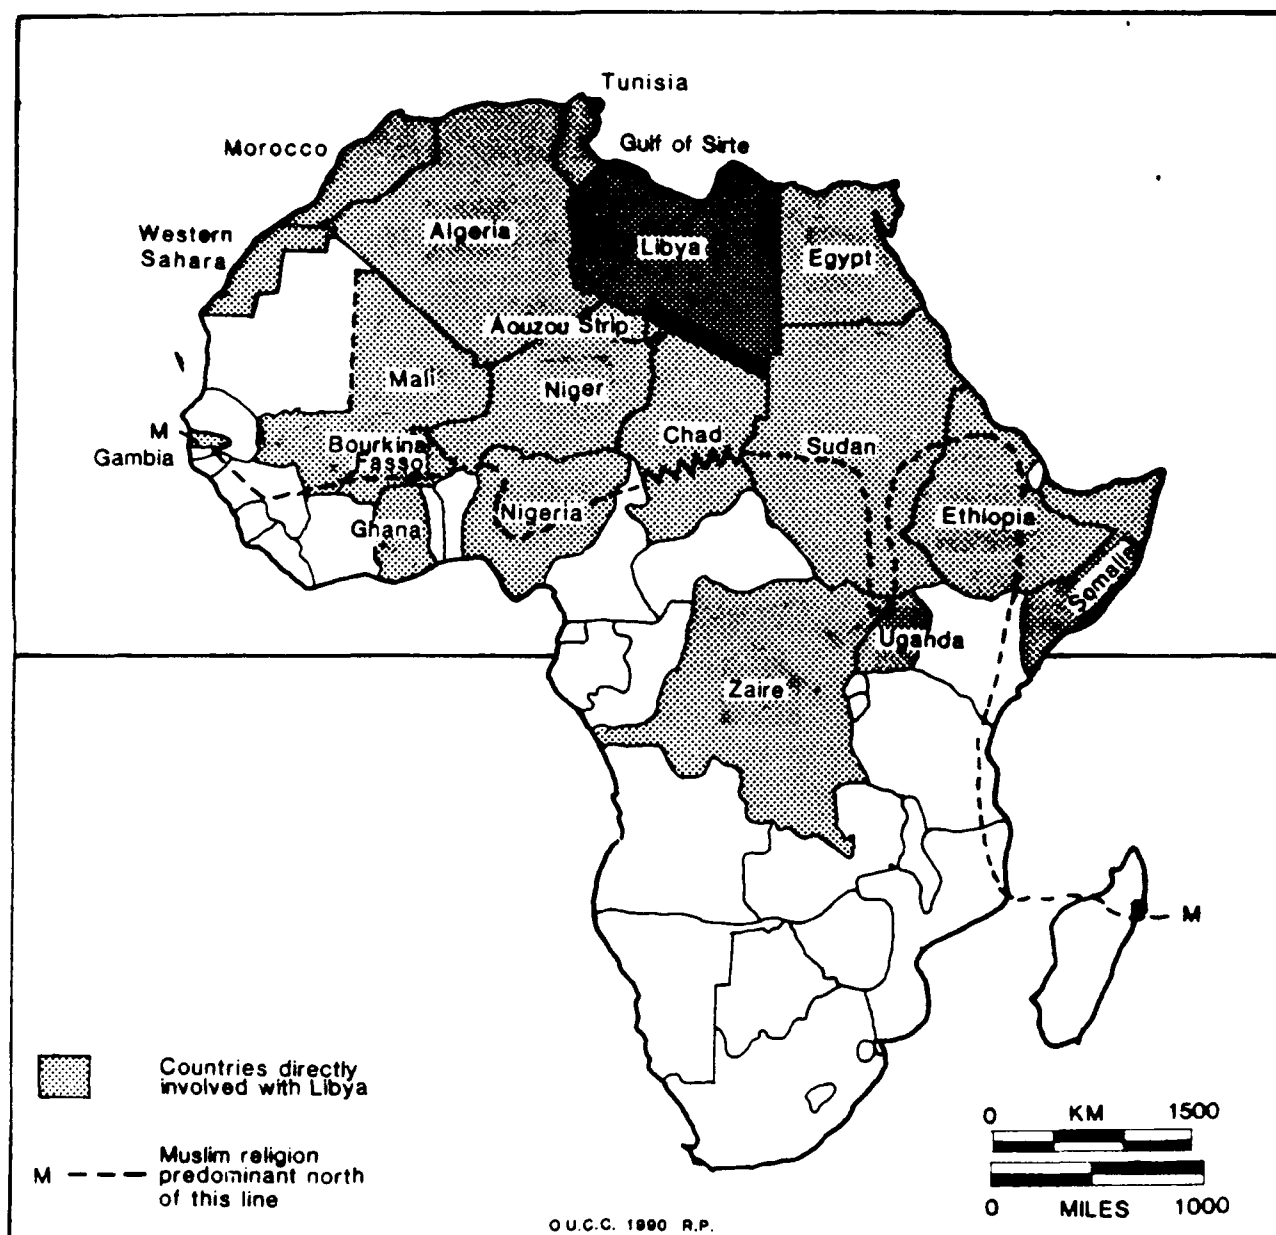 Tunisia
Gulf of Sirte
Morocco
Western
Sahara
Algeria
Libya
Egypt
Aouzou Strip
Mali
Niger
M
Gambia
Bourkina
Fasso
Chad
Sudan
Ghana
Nigeria
Ethiopia
Somalia
Uganda
Zaire
M
Countries directly
involved with Libya
M
Muslim religion
predominant north
of this line
0 KM 1500
0 MILES 1000
O U.C.C. 1990 R.P.